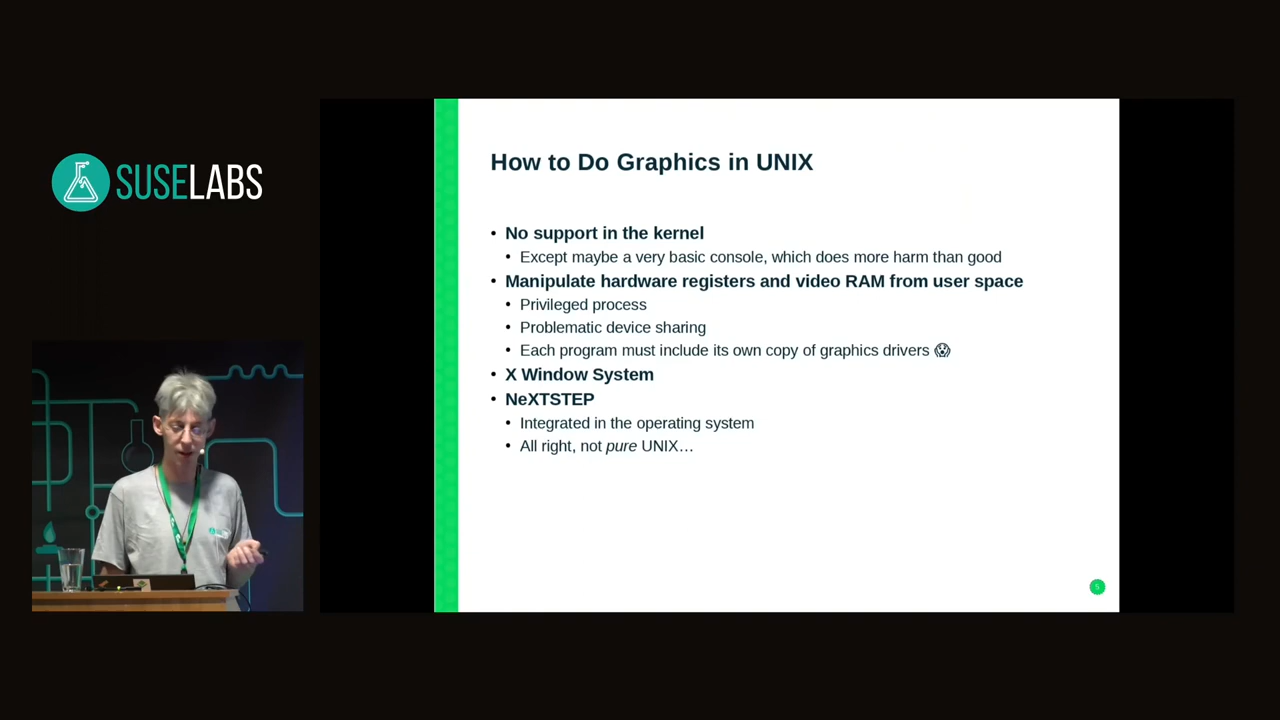 SUSELABS
How to Do Graphics in UNIX
• No support in the kernel
• Except maybe a very basic console, which does more harm than good
• Manipulate hardware registers and video RAM from user space
• Privileged process
• Problematic device sharing
• Each program must include its own copy of graphics drivers 😱
• X Window System
• NeXTSTEP
• Integrated in the operating system
• All right, not pure UNIX…
5